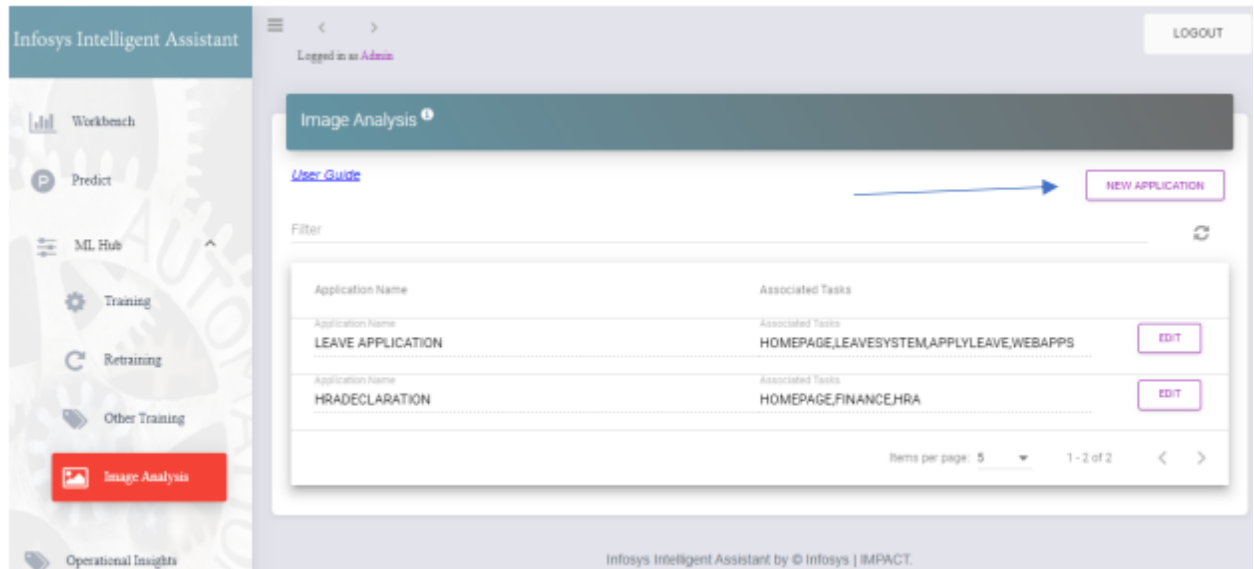 Infosys Intelligent Assistant
LOGOUT
Logged in as Admin
Workbench
Predict
ML Hub
Training
Retraining
Other Training
Image Analysis
Operational Insights
Image Analysis
User Guide
NEW APPLICATION
Filter
Application Name Associated Tasks
Application Name Associated Tasks
LEAVE APPLICATION HOMEPAGE,LEAVESYSTEM,APPLYLEAVE,WEBAPPS EDIT
Application Name Associated Tasks
HRADECLARATION HOMEPAGE,FINANCE,HRA EDIT
Items per page: 5 1 - 2 of 2
Infosys Intelligent Assistant by © Infosys | IMPACT.